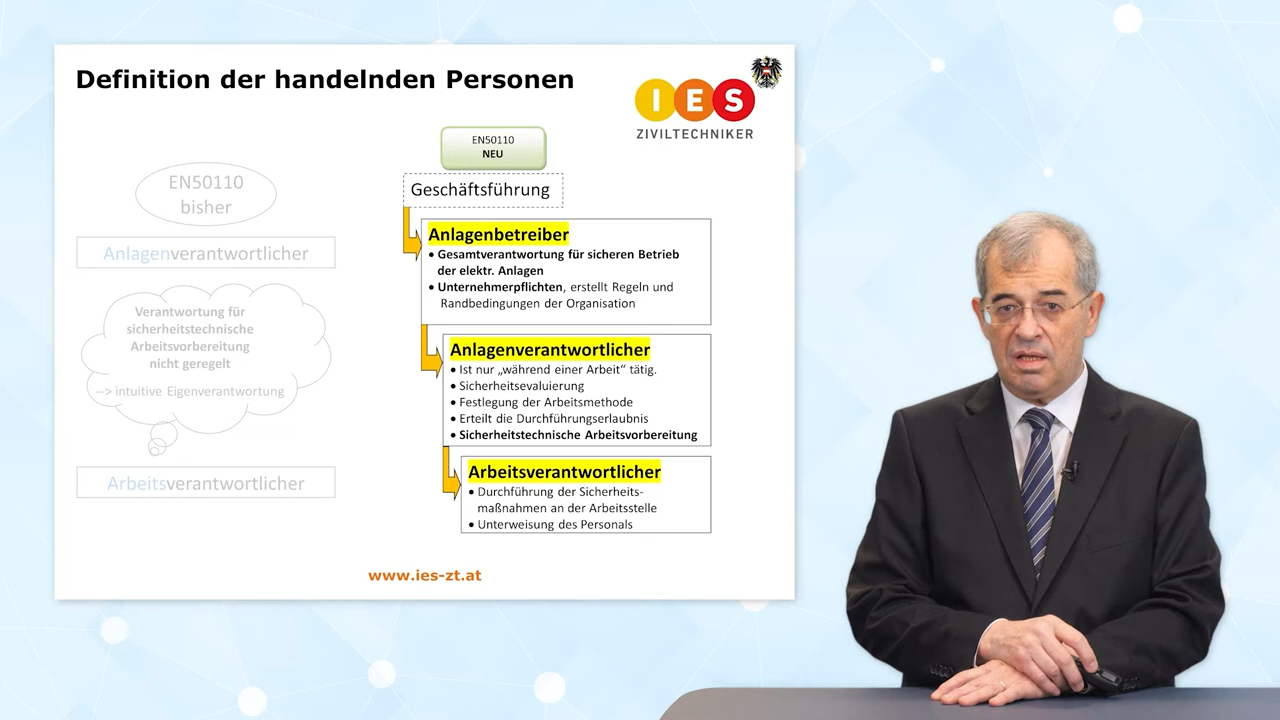 Definition der handelnden Personen
I E S
ZIVILTECHNIKER
EN50110
NEU
Geschäftsführung
EN50110
bisher
Anlagenverantwortlicher
Verantwortung für
sicherheitstechnische
Arbeitsvorbereitung
nicht geregelt
--> intuitive Eigenverantwortung
Arbeitsverantwortlicher
Anlagenbetreiber
• Gesamtverantwortung für sicheren Betrieb
der elektr. Anlagen
• Unternehmerpflichten, erstellt Regeln und
Randbedingungen der Organisation
Anlagenverantwortlicher
• Ist nur „während einer Arbeit“ tätig.
• Sicherheitsevaluierung
• Festlegung der Arbeitsmethode
• Erteilt die Durchführungserlaubnis
• Sicherheitstechnische Arbeitsvorbereitung
Arbeitsverantwortlicher
• Durchführung der Sicherheits-
maßnahmen an der Arbeitsstelle
• Unterweisung des Personals
www.ies-zt.at